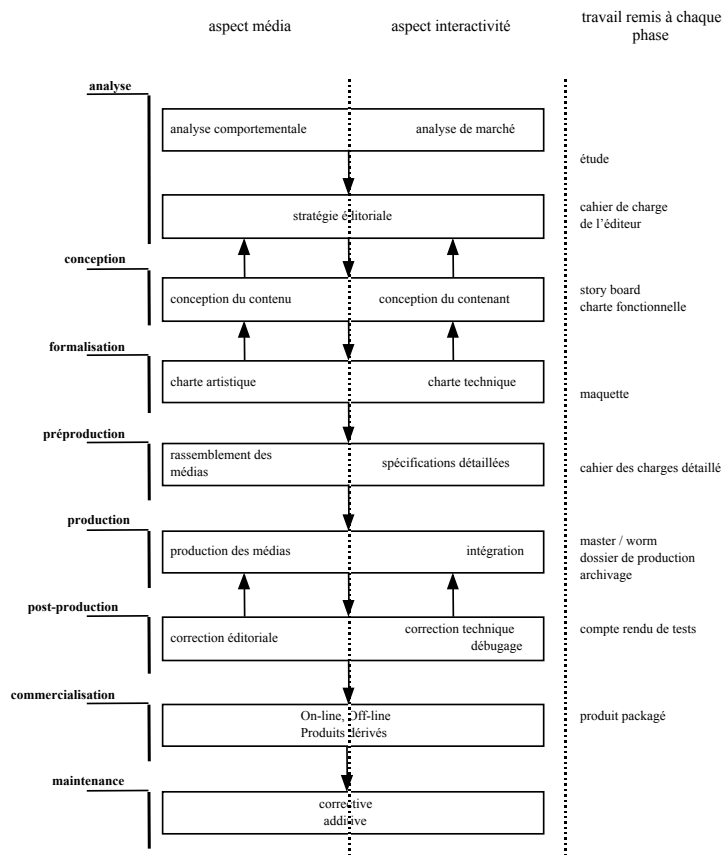 aspect média
aspect interactivité
travail remis à chaque
phase
analyse
analyse comportementale
analyse de marché
étude
stratégie éditoriale
cahier de charge
de l'éditeur
conception
conception du contenu
conception du contenant
story board
charte fonctionnelle
formalisation
charte artistique
charte technique
maquette
préproduction
rassemblement des
médias
spécifications détaillées
cahier des charges détaillé
production
production des médias
intégration
master / worm
dossier de production
archivage
post-production
correction éditoriale
correction technique
débugage
compte rendu de tests
commercialisation
On-line, Off-line
Produits dérivés
produit packagé
maintenance
corrective
additive